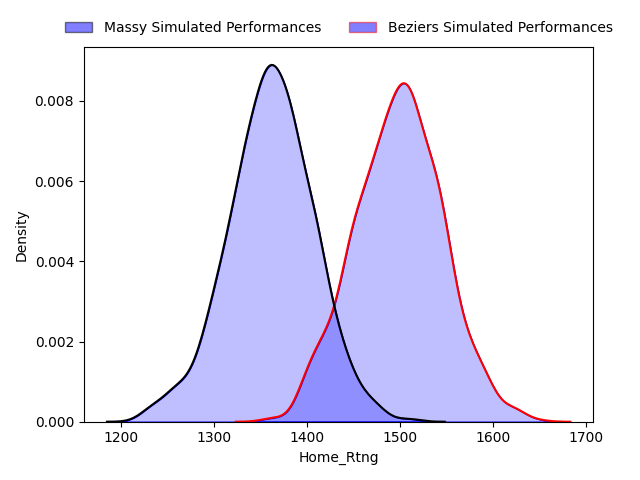 Massy Simulated Performances
Beziers Simulated Performances
Density
0.008
0.006
0.004
0.002
0.000
1200 1300 1400 1500 1600 1700
Home_Rtng